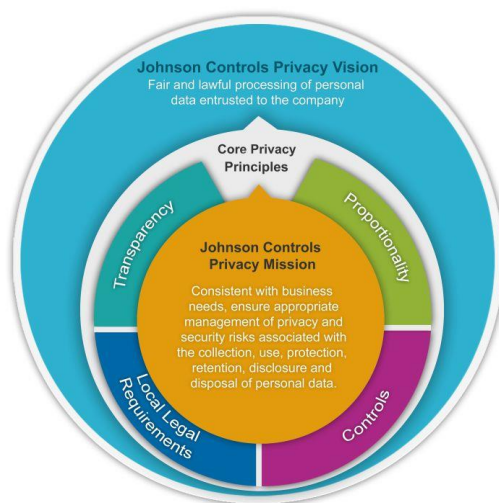 Johnson Controls Privacy Vision
Fair and lawful processing of personal
data entrusted to the company
Core Privacy
Principles
Transparency
Proportionality
Johnson Controls
Privacy Mission
Consistent with business
needs, ensure appropriate
management of privacy and
security risks associated with
the collection, use, protection,
retention, disclosure and
disposal of personal data.
Local Legal
Requirements
Controls